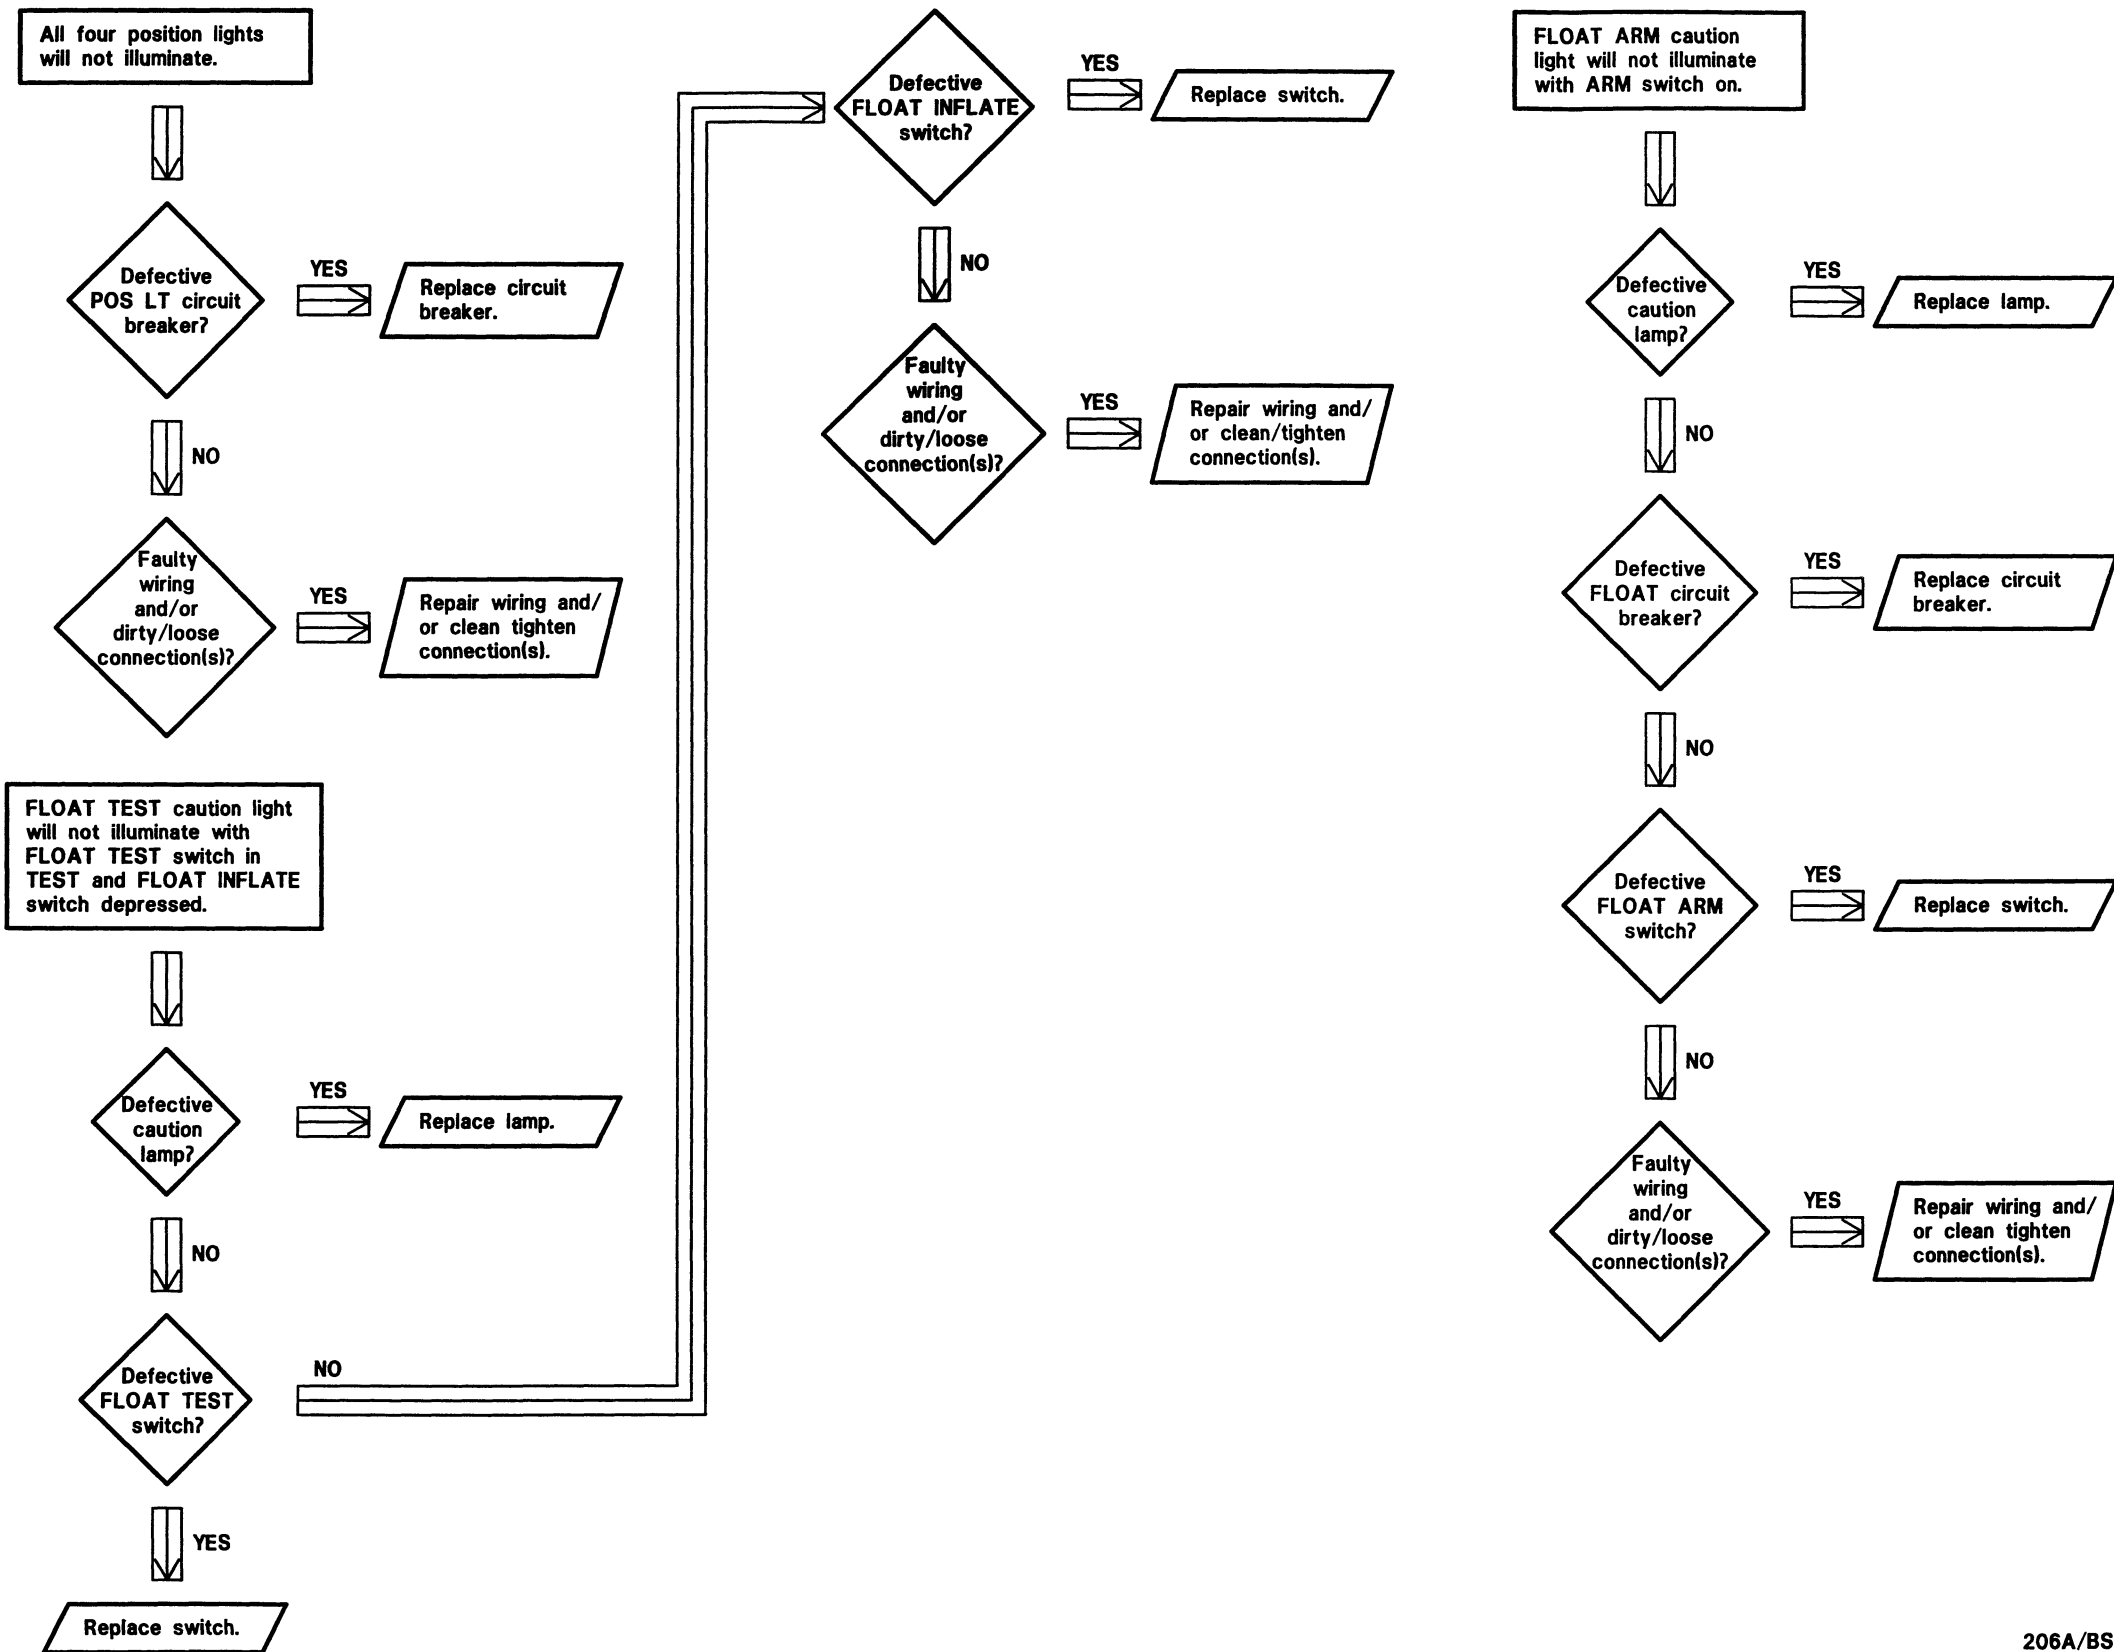 All four position lights
will not illuminate.
Defective
POS LT circuit
breaker?
YES
Replace circuit
breaker.
NO
Faulty
wiring
and/or
dirty/loose
connection(s)?
YES
Repair wiring and/
or clean tighten
connection(s).
FLOAT TEST caution light
will not illuminate with
FLOAT TEST switch in
TEST and FLOAT INFLATE
switch depressed.
Defective
caution
lamp?
YES
Replace lamp.
NO
Defective
FLOAT TEST
switch?
NO
YES
Replace switch.
Defective
FLOAT INFLATE
switch?
YES
Replace switch.
NO
Faulty
wiring
and/or
dirty/loose
connection(s)?
YES
Repair wiring and/
or clean/tighten
connection(s).
FLOAT ARM caution
light will not illuminate
with ARM switch on.
Defective
caution
lamp?
YES
Replace lamp.
NO
Defective
FLOAT circuit
breaker?
YES
Replace circuit
breaker.
NO
Defective
FLOAT ARM
switch?
YES
Replace switch.
NO
Faulty
wiring
and/or
dirty/loose
connection(s)?
YES
Repair wiring and/
or clean tighten
connection(s).
206A/BS